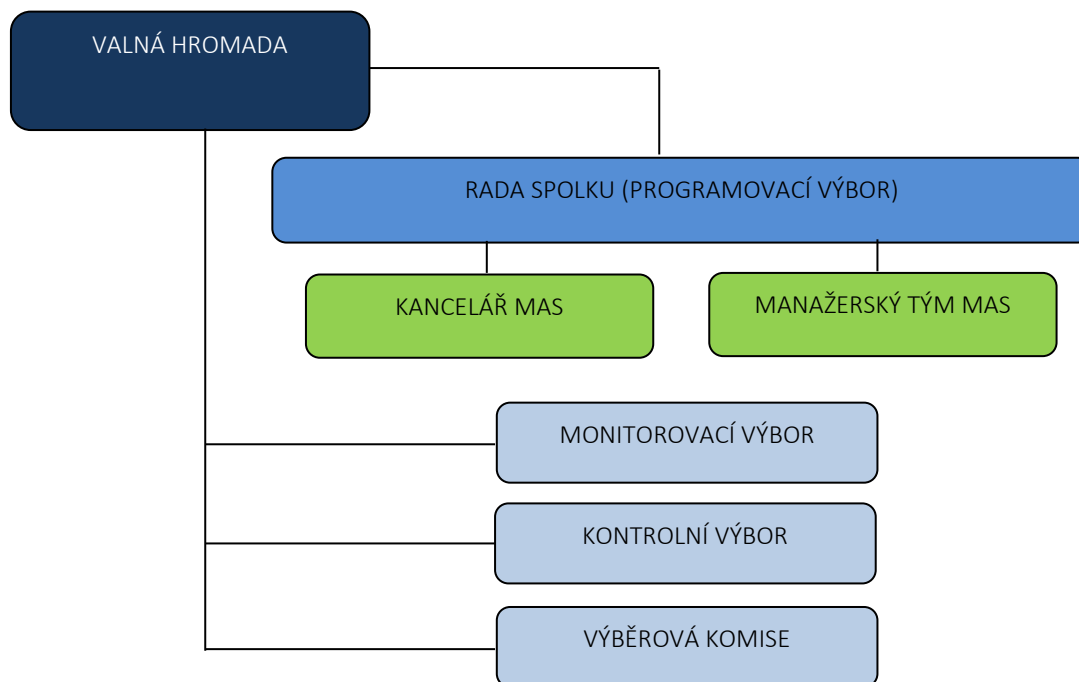 VALNÁ HROMADA
RADA SPOLKU (PROGRAMOVACÍ VÝBOR)
KANCELÁŘ MAS
MANAŽERSKÝ TÝM MAS
MONITOROVACÍ VÝBOR
KONTROLNÍ VÝBOR
VÝBĚROVÁ KOMISE